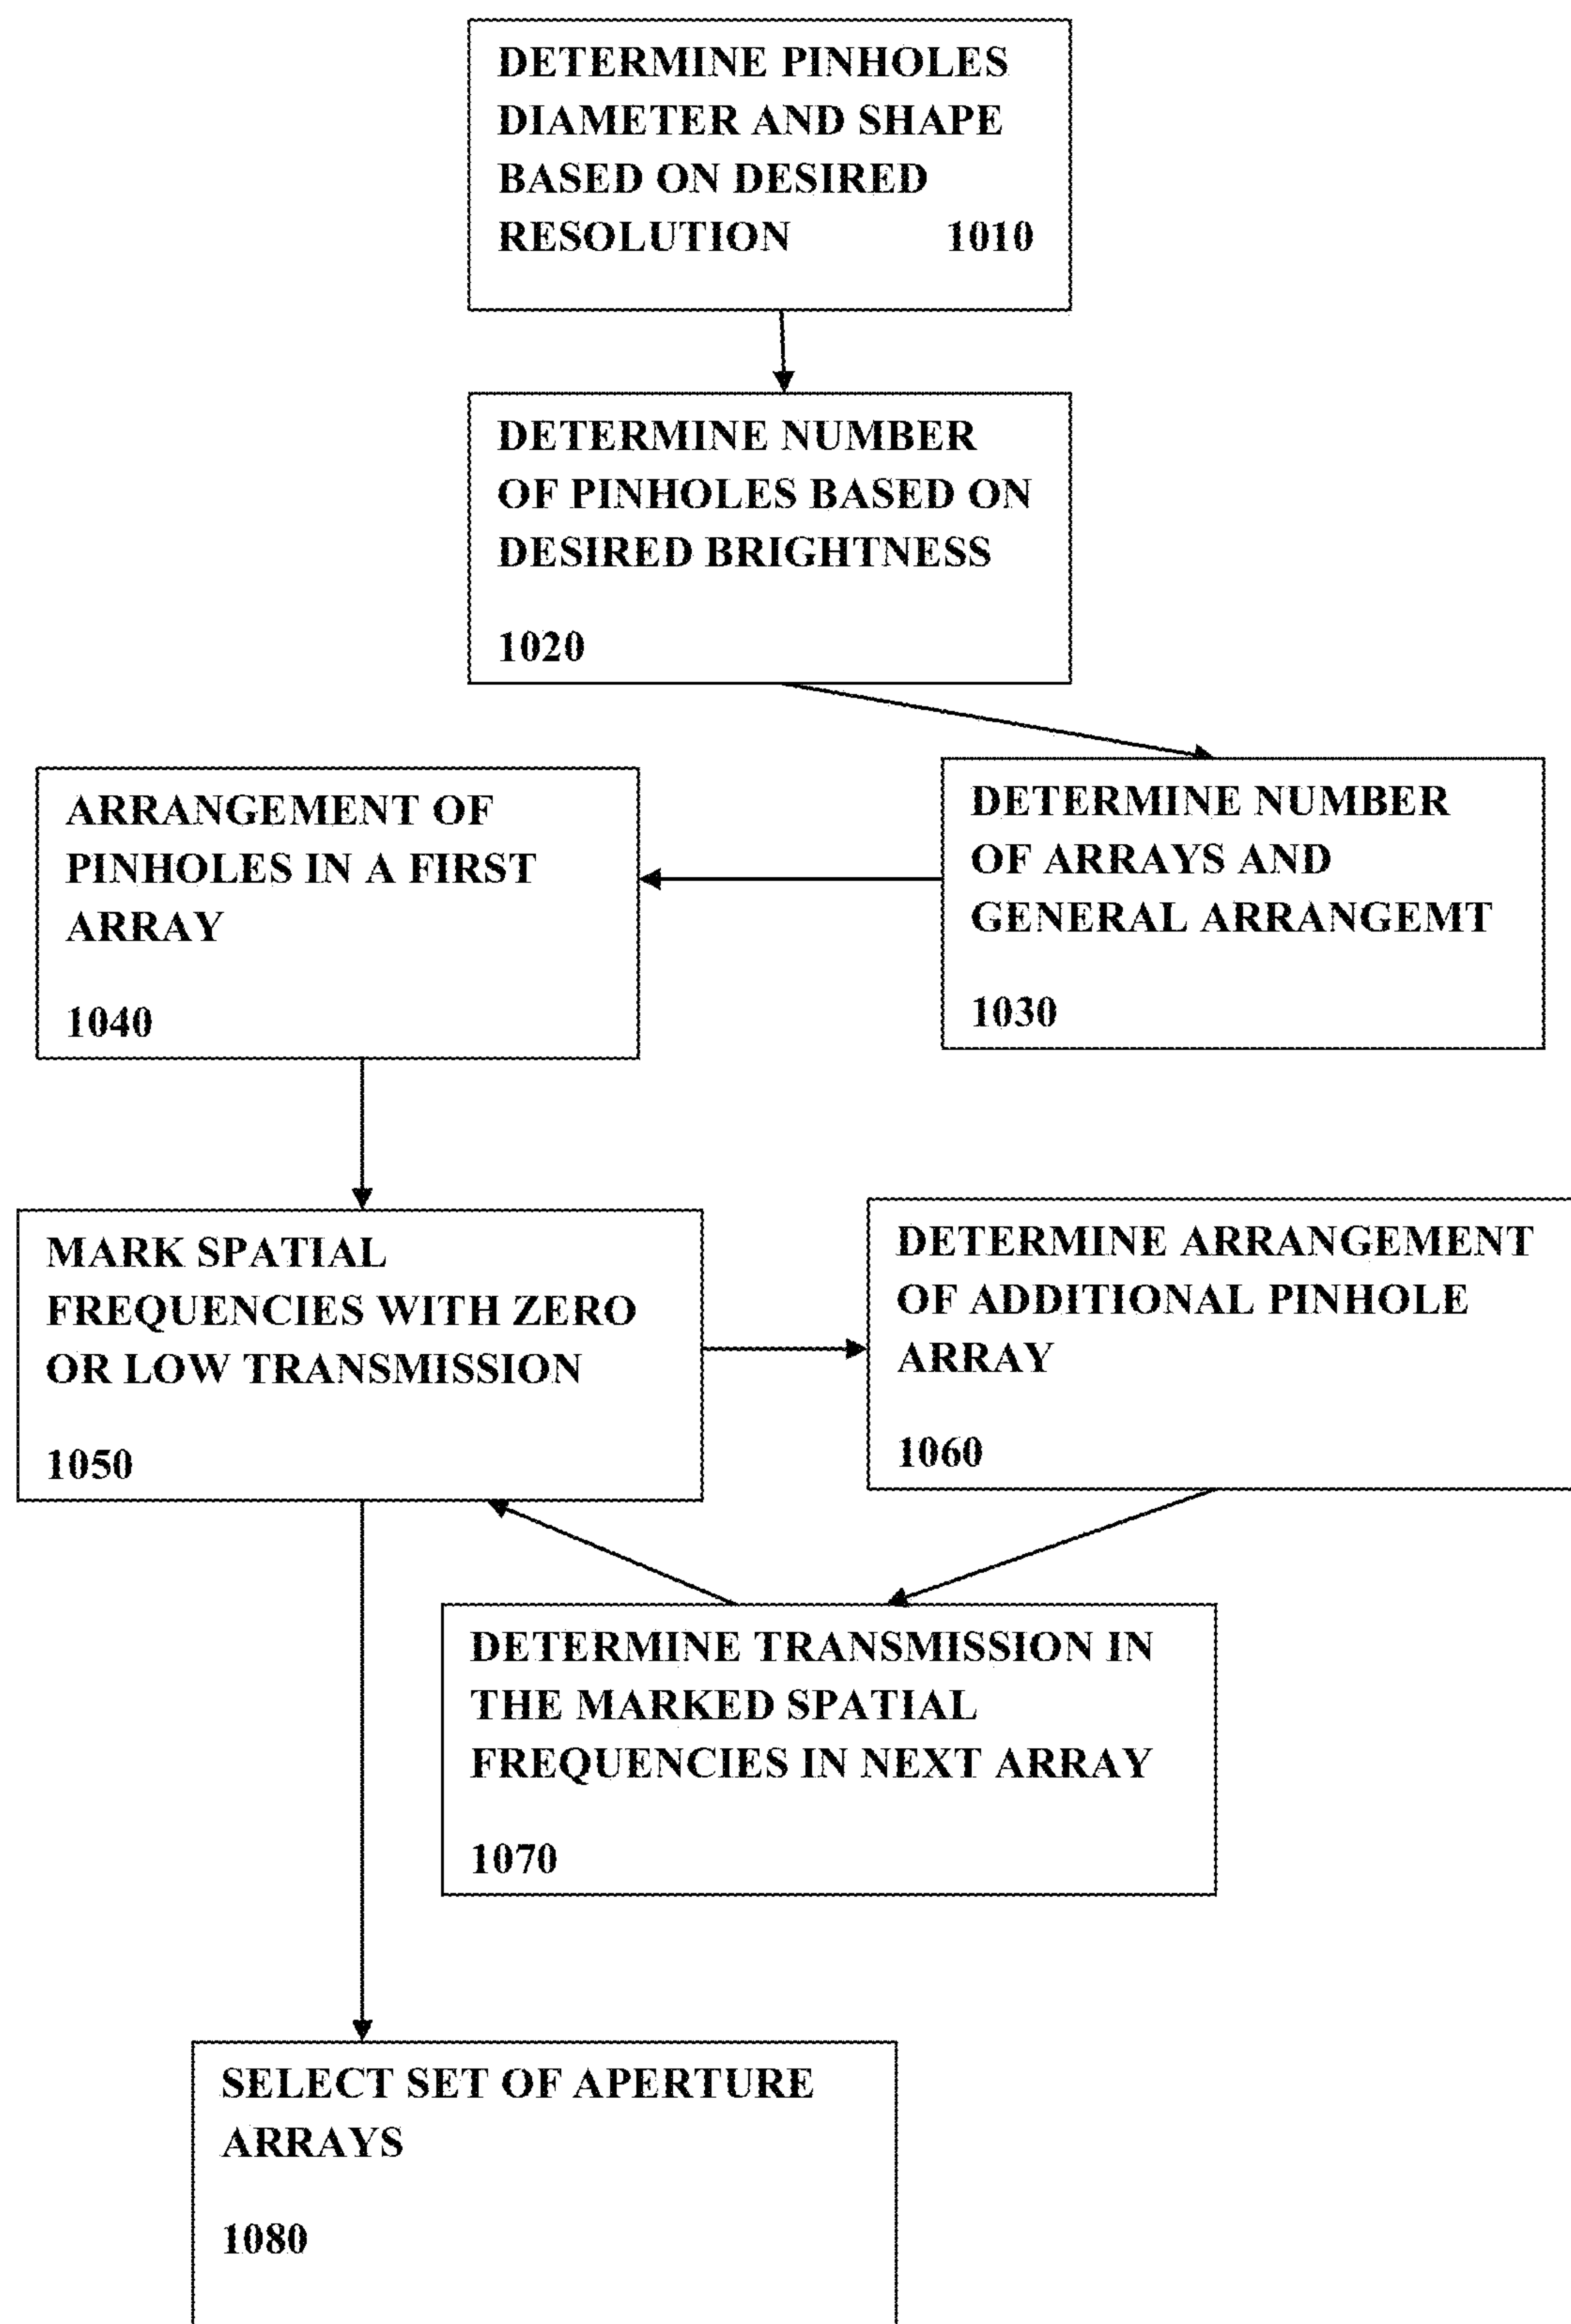 DETERMINE PINHOLES
DIAMETER AND SHAPE
BASED ON DESIRED
RESOLUTION 1010
DETERMINE NUMBER
OF PINHOLES BASED ON
DESIRED BRIGHTNESS
1020
DETERMINE NUMBER
OF ARRAYS AND
GENERAL ARRANGEMT
1030
ARRANGEMENT OF
PINHOLES IN A FIRST
ARRAY
1040
MARK SPATIAL
FREQUENCIES WITH ZERO
OR LOW TRANSMISSION
1050
DETERMINE ARRANGEMENT
OF ADDITIONAL PINHOLE
ARRAY
1060
DETERMINE TRANSMISSION IN
THE MARKED SPATIAL
FREQUENCIES IN NEXT ARRAY
1070
SELECT SET OF APERTURE
ARRAYS
1080